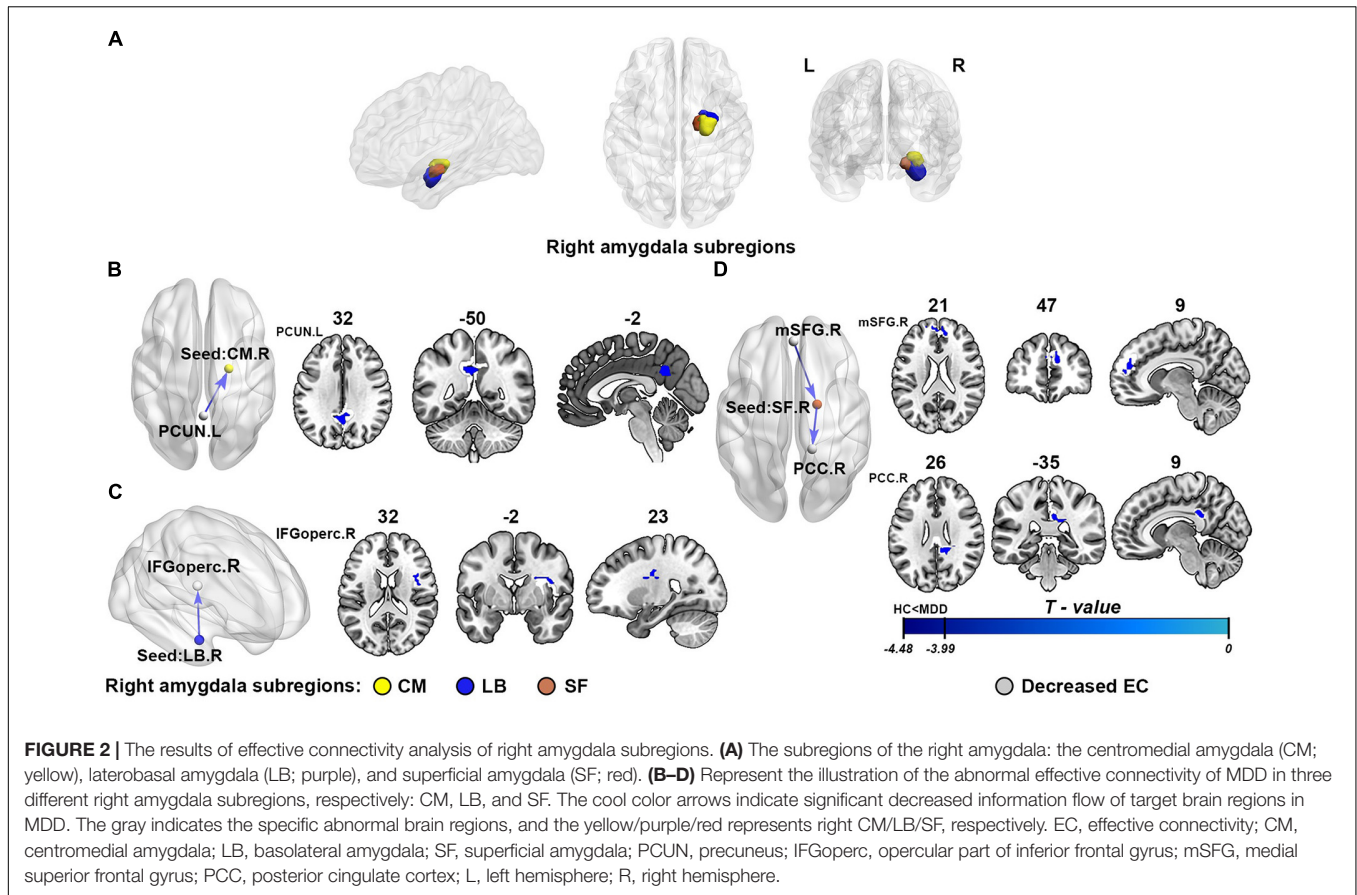 A
L R
Right amygdala subregions
B
Seed:CM.R
PCUN.L
PCUN.L
32 -50 -2
D
mSFG.R
Seed:SF.R
PCC.R
mSFG.R
21 47 9
PCC.R
26 -35 9
C
IFGoperc.R
Seed:LB.R
IFGoperc.R
32 -2 23
HC<MDD T - value
-4.48 -3.99 0
Right amygdala subregions: CM LB SF
Decreased EC
FIGURE 2 | The results of effective connectivity analysis of right amygdala subregions. (A) The subregions of the right amygdala: the centromedial amygdala (CM;
yellow), laterobasal amygdala (LB; purple), and superficial amygdala (SF; red). (B–D) Represent the illustration of the abnormal effective connectivity of MDD in three
different right amygdala subregions, respectively: CM, LB, and SF. The cool color arrows indicate significant decreased information flow of target brain regions in
MDD. The gray indicates the specific abnormal brain regions, and the yellow/purple/red represents right CM/LB/SF, respectively. EC, effective connectivity; CM,
centromedial amygdala; LB, basolateral amygdala; SF, superficial amygdala; PCUN, precuneus; IFGoperc, opercular part of inferior frontal gyrus; mSFG, medial
superior frontal gyrus; PCC, posterior cingulate cortex; L, left hemisphere; R, right hemisphere.